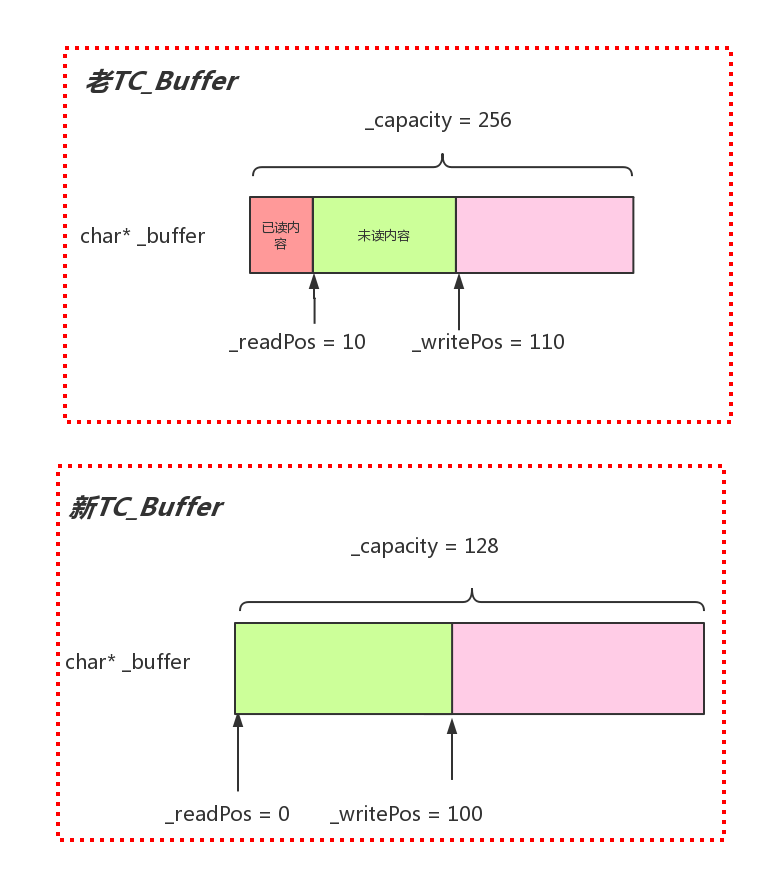 老TC_Buffer
_capacity = 256
char* _buffer
已读内
容
未读内容
_readPos = 10
_writePos = 110
新TC_Buffer
_capacity = 128
char* _buffer
_readPos = 0
_writePos = 100